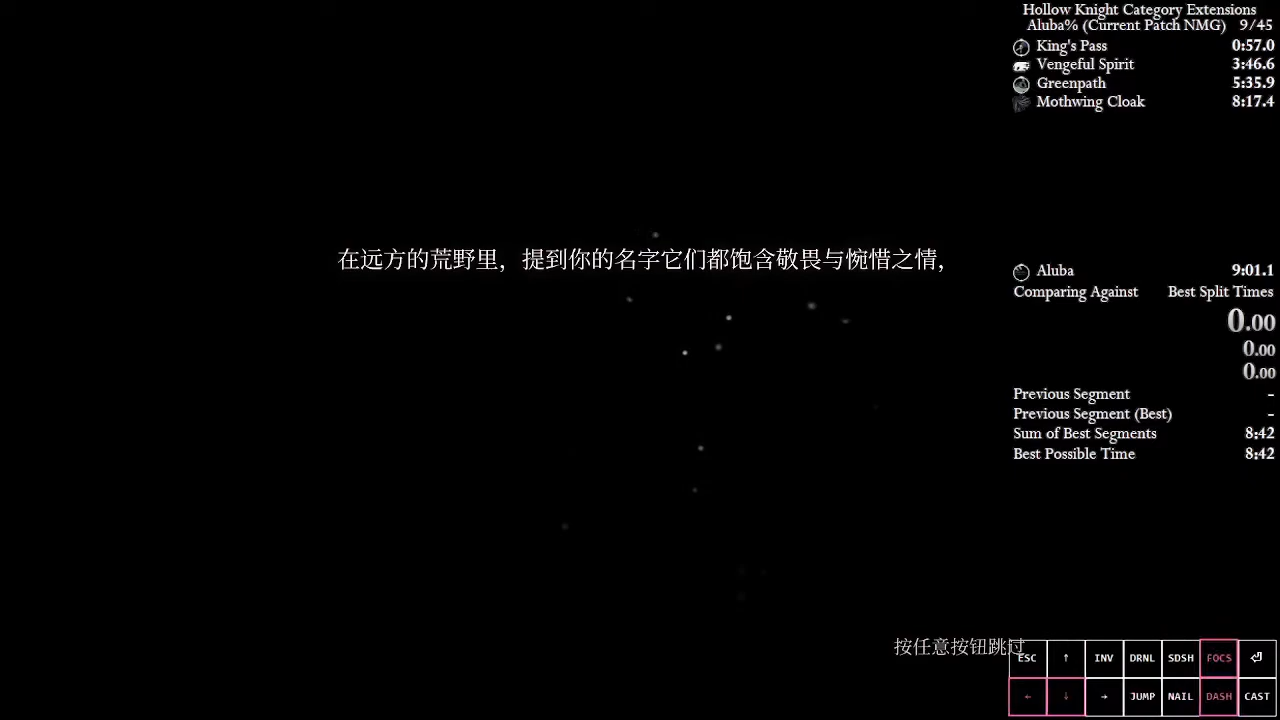 Hollow Knight Category Extensions
Aluba% (Current Patch NMG) 9/45
King's Pass 0:57.0
Vengeful Spirit 3:46.6
Greenpath 5:35.9
Mothwing Cloak 8:17.4
在远方的荒野里，提到你的名字它们都饱含敬畏与惋惜之情，
Aluba 9:01.1
Comparing Against Best Split Times
0.00
0.00
0.00
Previous Segment -
Previous Segment (Best) -
Sum of Best Segments 8:42
Best Possible Time 8:42
按任意按钮跳过
ESC ↑ INV DRNL SDSH FOCS ⏎
← ↓ → JUMP NAIL DASH CAST